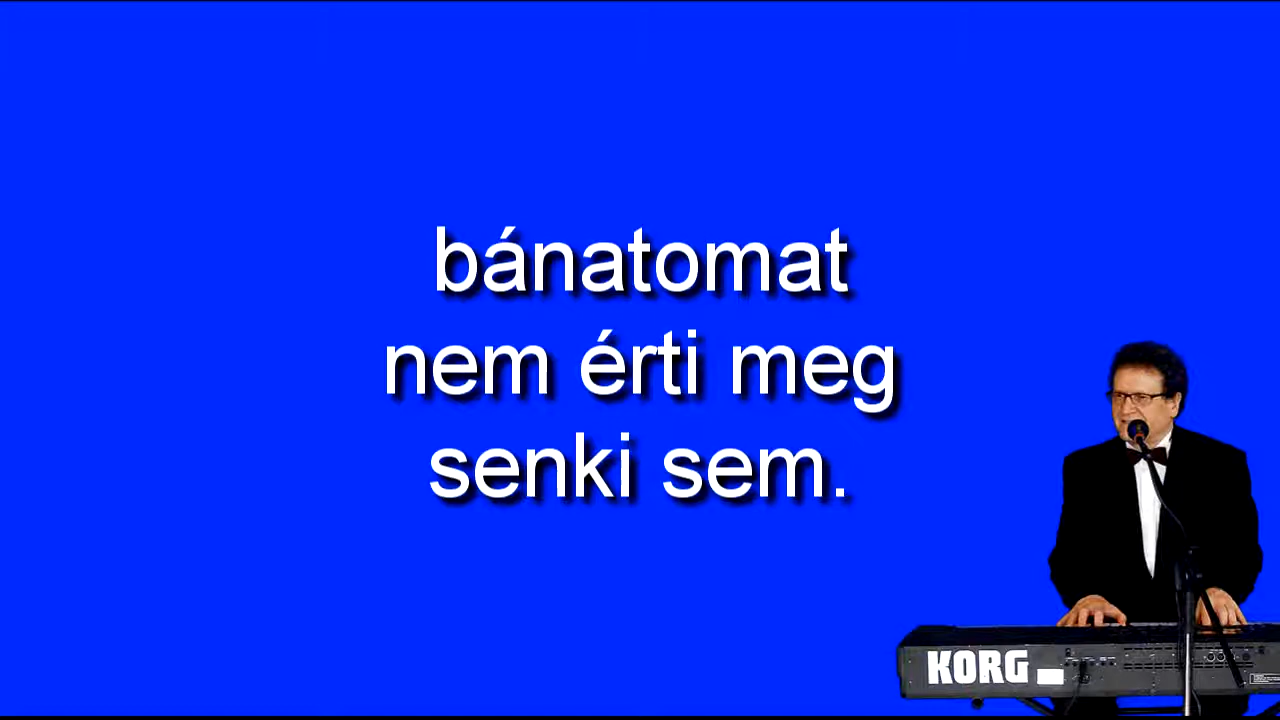 bánatomat
nem érti meg
senki sem.
KORG